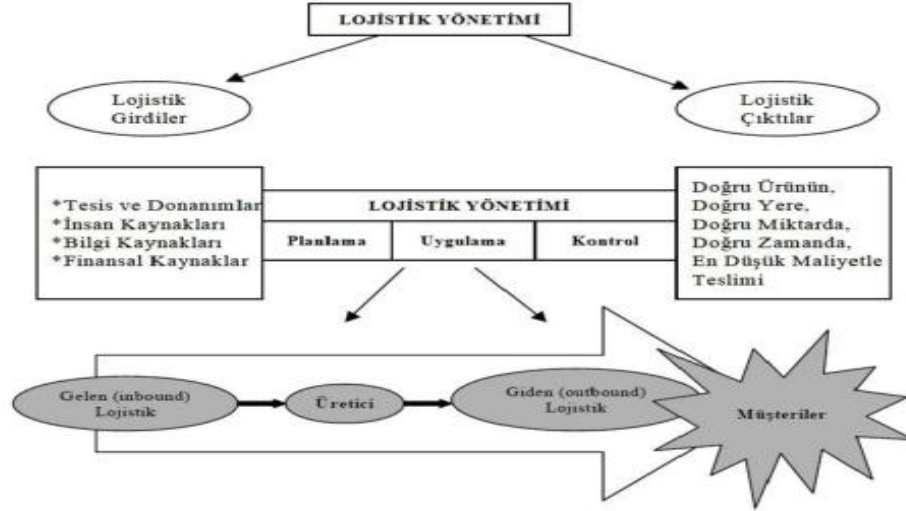 LOJİSTİK YÖNETİMİ
Lojistik
Girdiler
Lojistik
Çıktılar
*Tesis ve Donanımlar
*İnsan Kaynakları
*Bilgi Kaynakları
*Finansal Kaynaklar
LOJİSTİK YÖNETİMİ
Planlama
Uygulama
Kontrol
Doğru Ürünün,
Doğru Yere,
Doğru Miktarda,
Doğru Zamanda,
En Düşük Maliyetle
Teslimi
Gelen (inbound)
Lojistik
Üretici
Giden (outbound)
Lojistik
Müşteriler